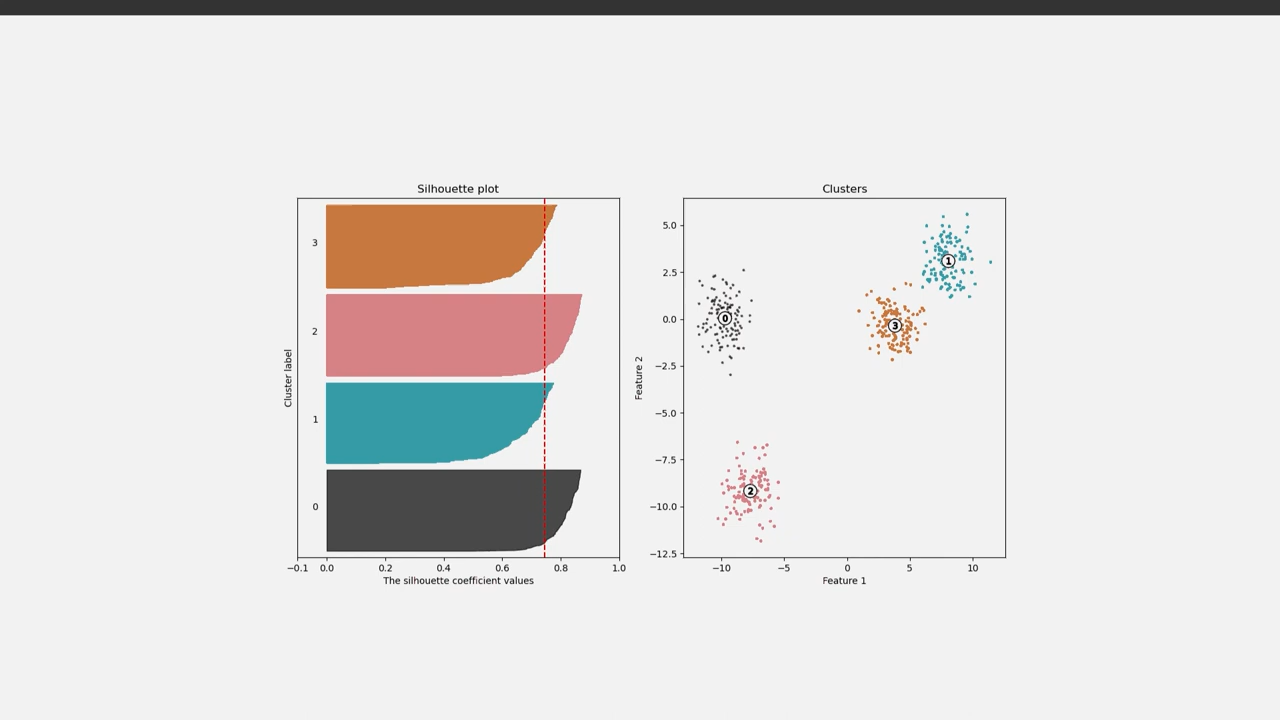 Silhouette plot
3
2
1
0
Cluster label
−0.1 0.0 0.2 0.4 0.6 0.8 1.0
The silhouette coefficient values
Clusters
5.0
2.5
0.0
−2.5
−5.0
−7.5
−10.0
−12.5
Feature 2
1
0
3
2
−10 −5 0 5 10
Feature 1